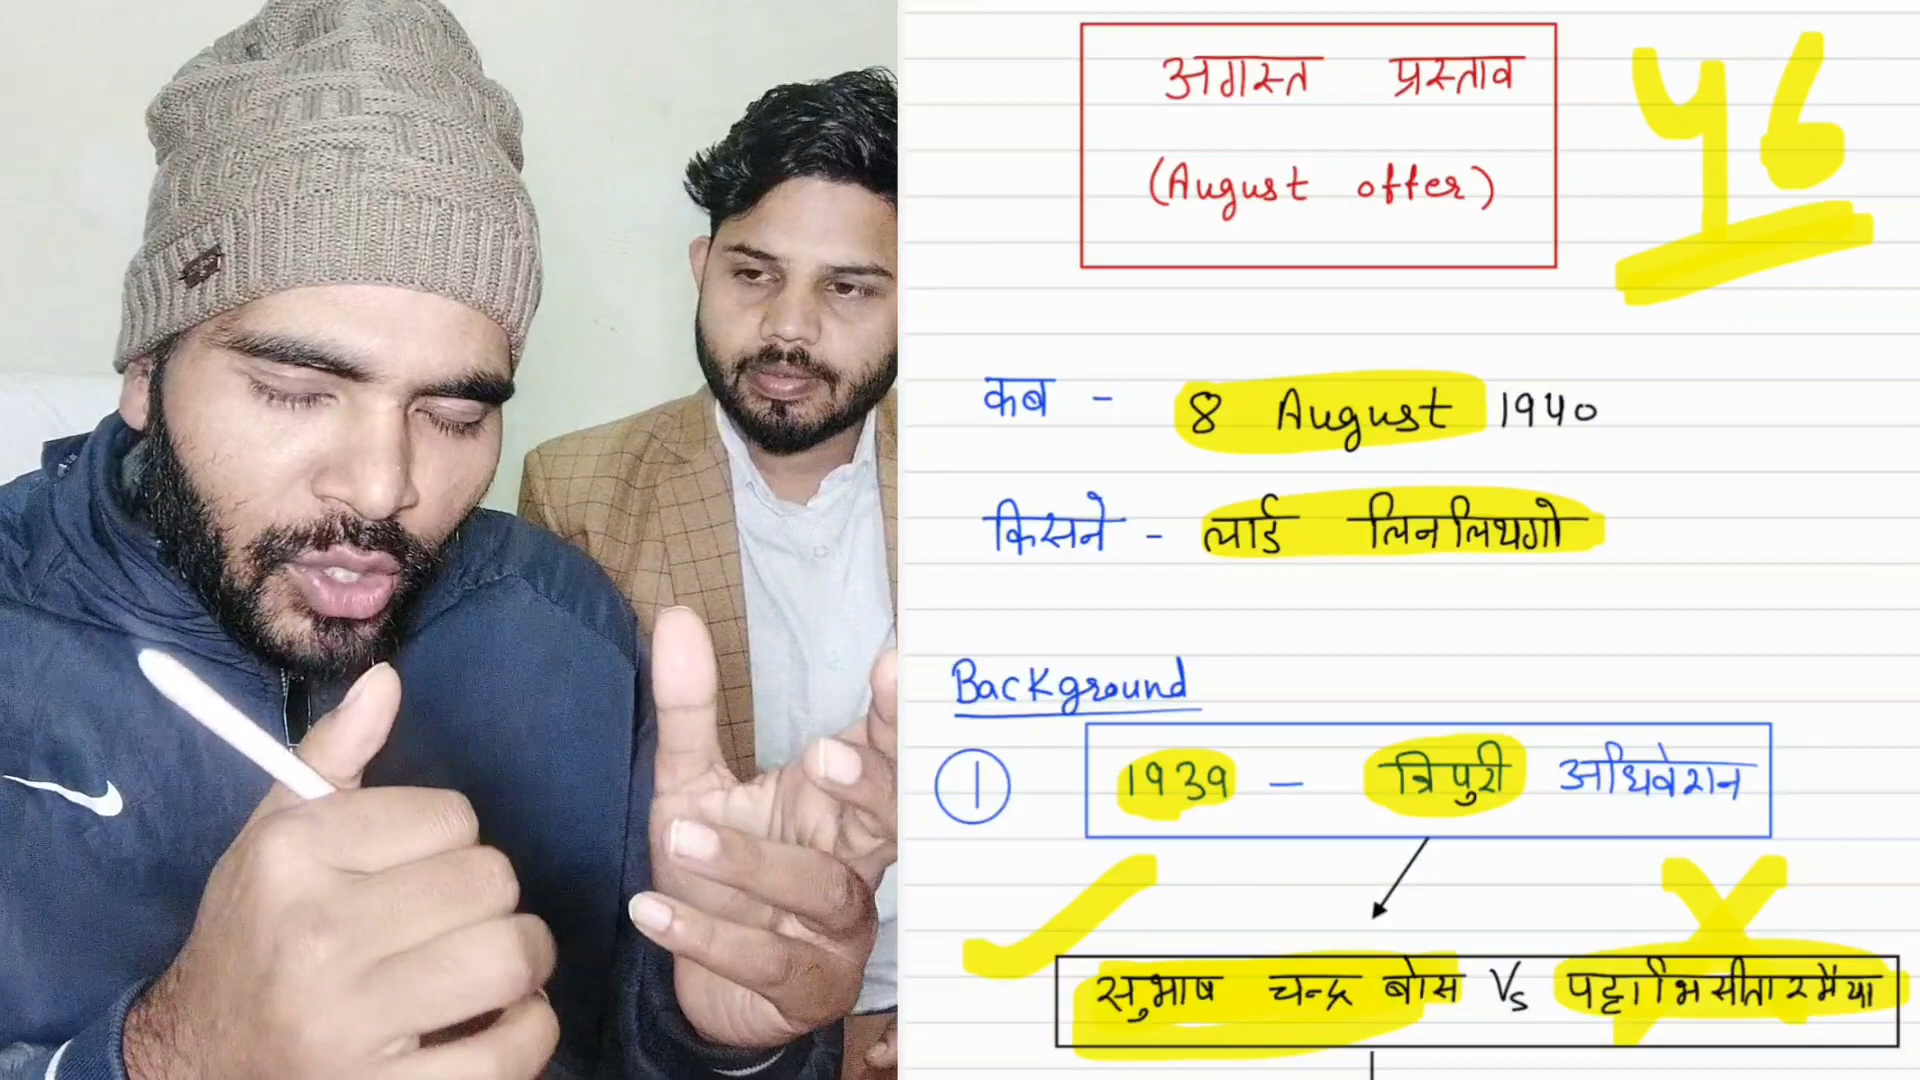 अगस्त प्रस्ताव
(August offer)
५६
कब - 8 August 1940
किसने - लार्ड लिनलिथगो
Background
1 1939 - त्रिपुरी अधिवेशन
सुभाष चन्द्र बोस Vs पट्टाभि सीतारमैया